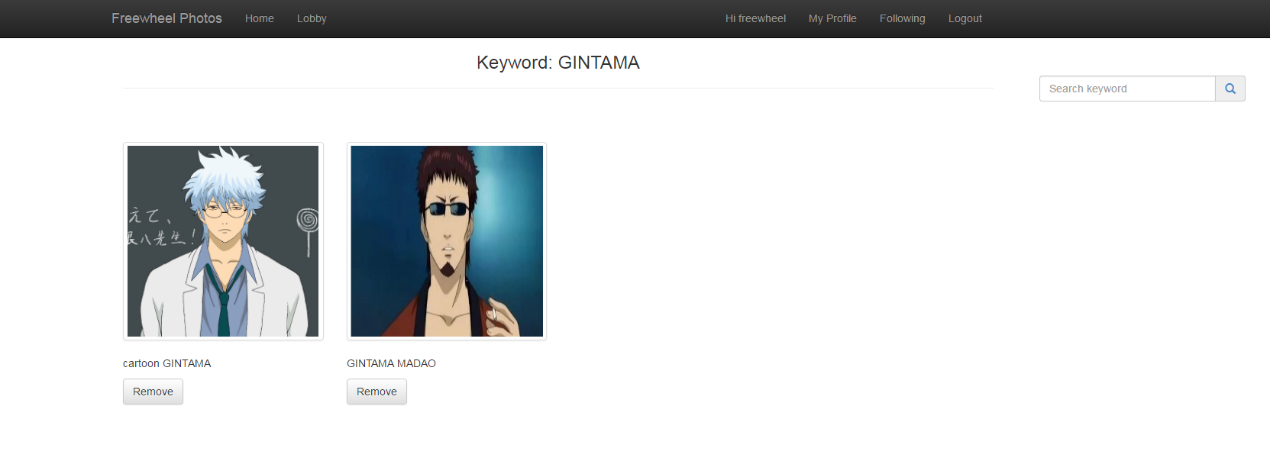 Freewheel Photos Home Lobby Hi freewheel My Profile Following Logout
Keyword: GINTAMA
Search keyword
えて、
八先生!
cartoon GINTAMA
GINTAMA MADAO
Remove
Remove